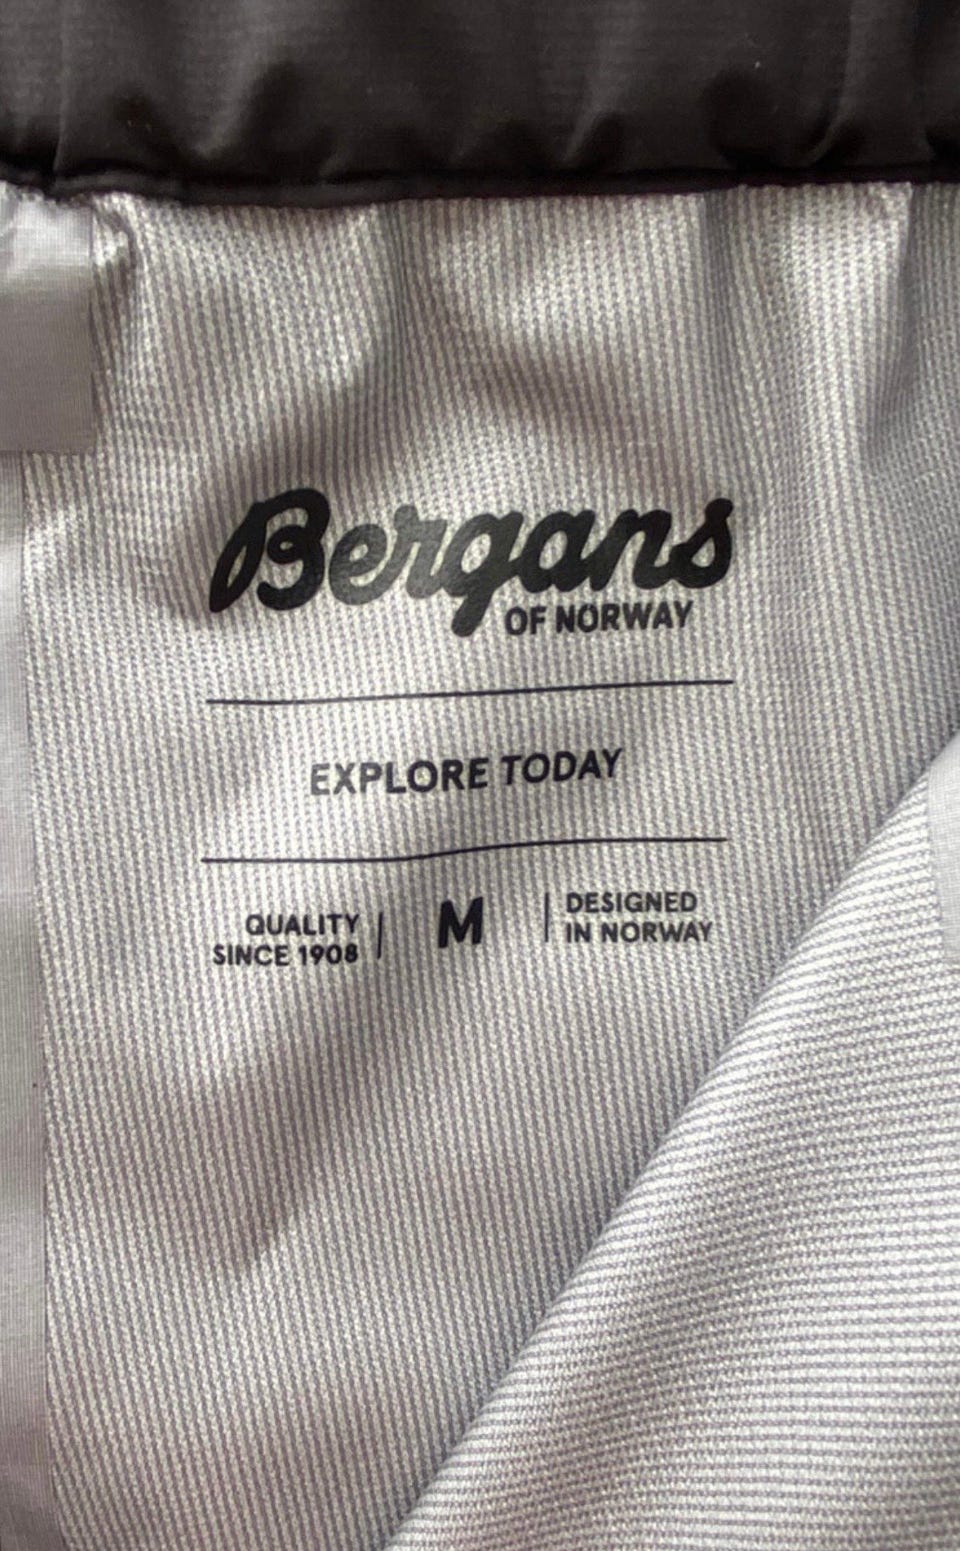 Bergans
OF NORWAY
EXPLORE TODAY
QUALITY
SINCE 1908
M
DESIGNED
IN NORWAY